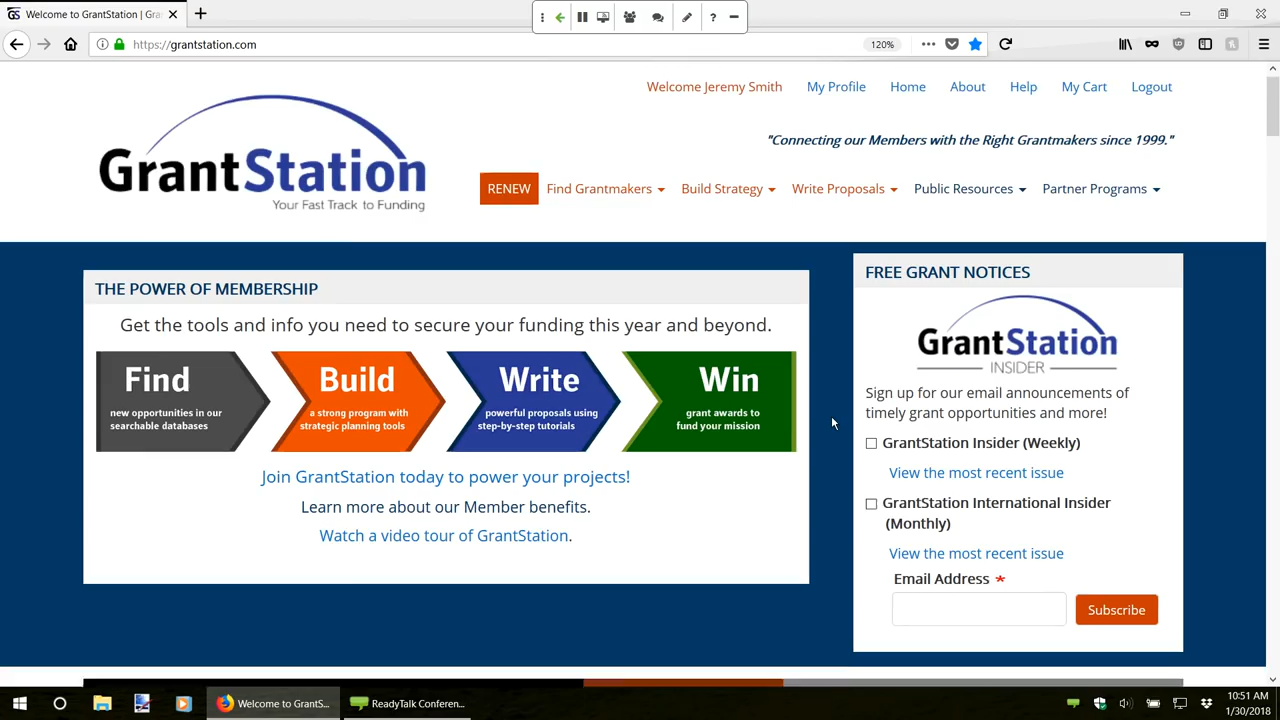 Welcome to GrantStation | Gra
https://grantstation.com
120%
Welcome Jeremy Smith My Profile Home About Help My Cart Logout
GrantStation
Your Fast Track to Funding
"Connecting our Members with the Right Grantmakers since 1999."
RENEW Find Grantmakers Build Strategy Write Proposals Public Resources Partner Programs
THE POWER OF MEMBERSHIP
Get the tools and info you need to secure your funding this year and beyond.
Find
new opportunities in our
searchable databases
Build
a strong program with
strategic planning tools
Write
powerful proposals using
step-by-step tutorials
Win
grant awards to
fund your mission
Join GrantStation today to power your projects!
Learn more about our Member benefits.
Watch a video tour of GrantStation.
FREE GRANT NOTICES
GrantStation
INSIDER
Sign up for our email announcements of
timely grant opportunities and more!
GrantStation Insider (Weekly)
View the most recent issue
GrantStation International Insider
(Monthly)
View the most recent issue
Email Address *
Subscribe
Welcome to GrantS...
ReadyTalk Conferen...
10:51 AM
1/30/2018